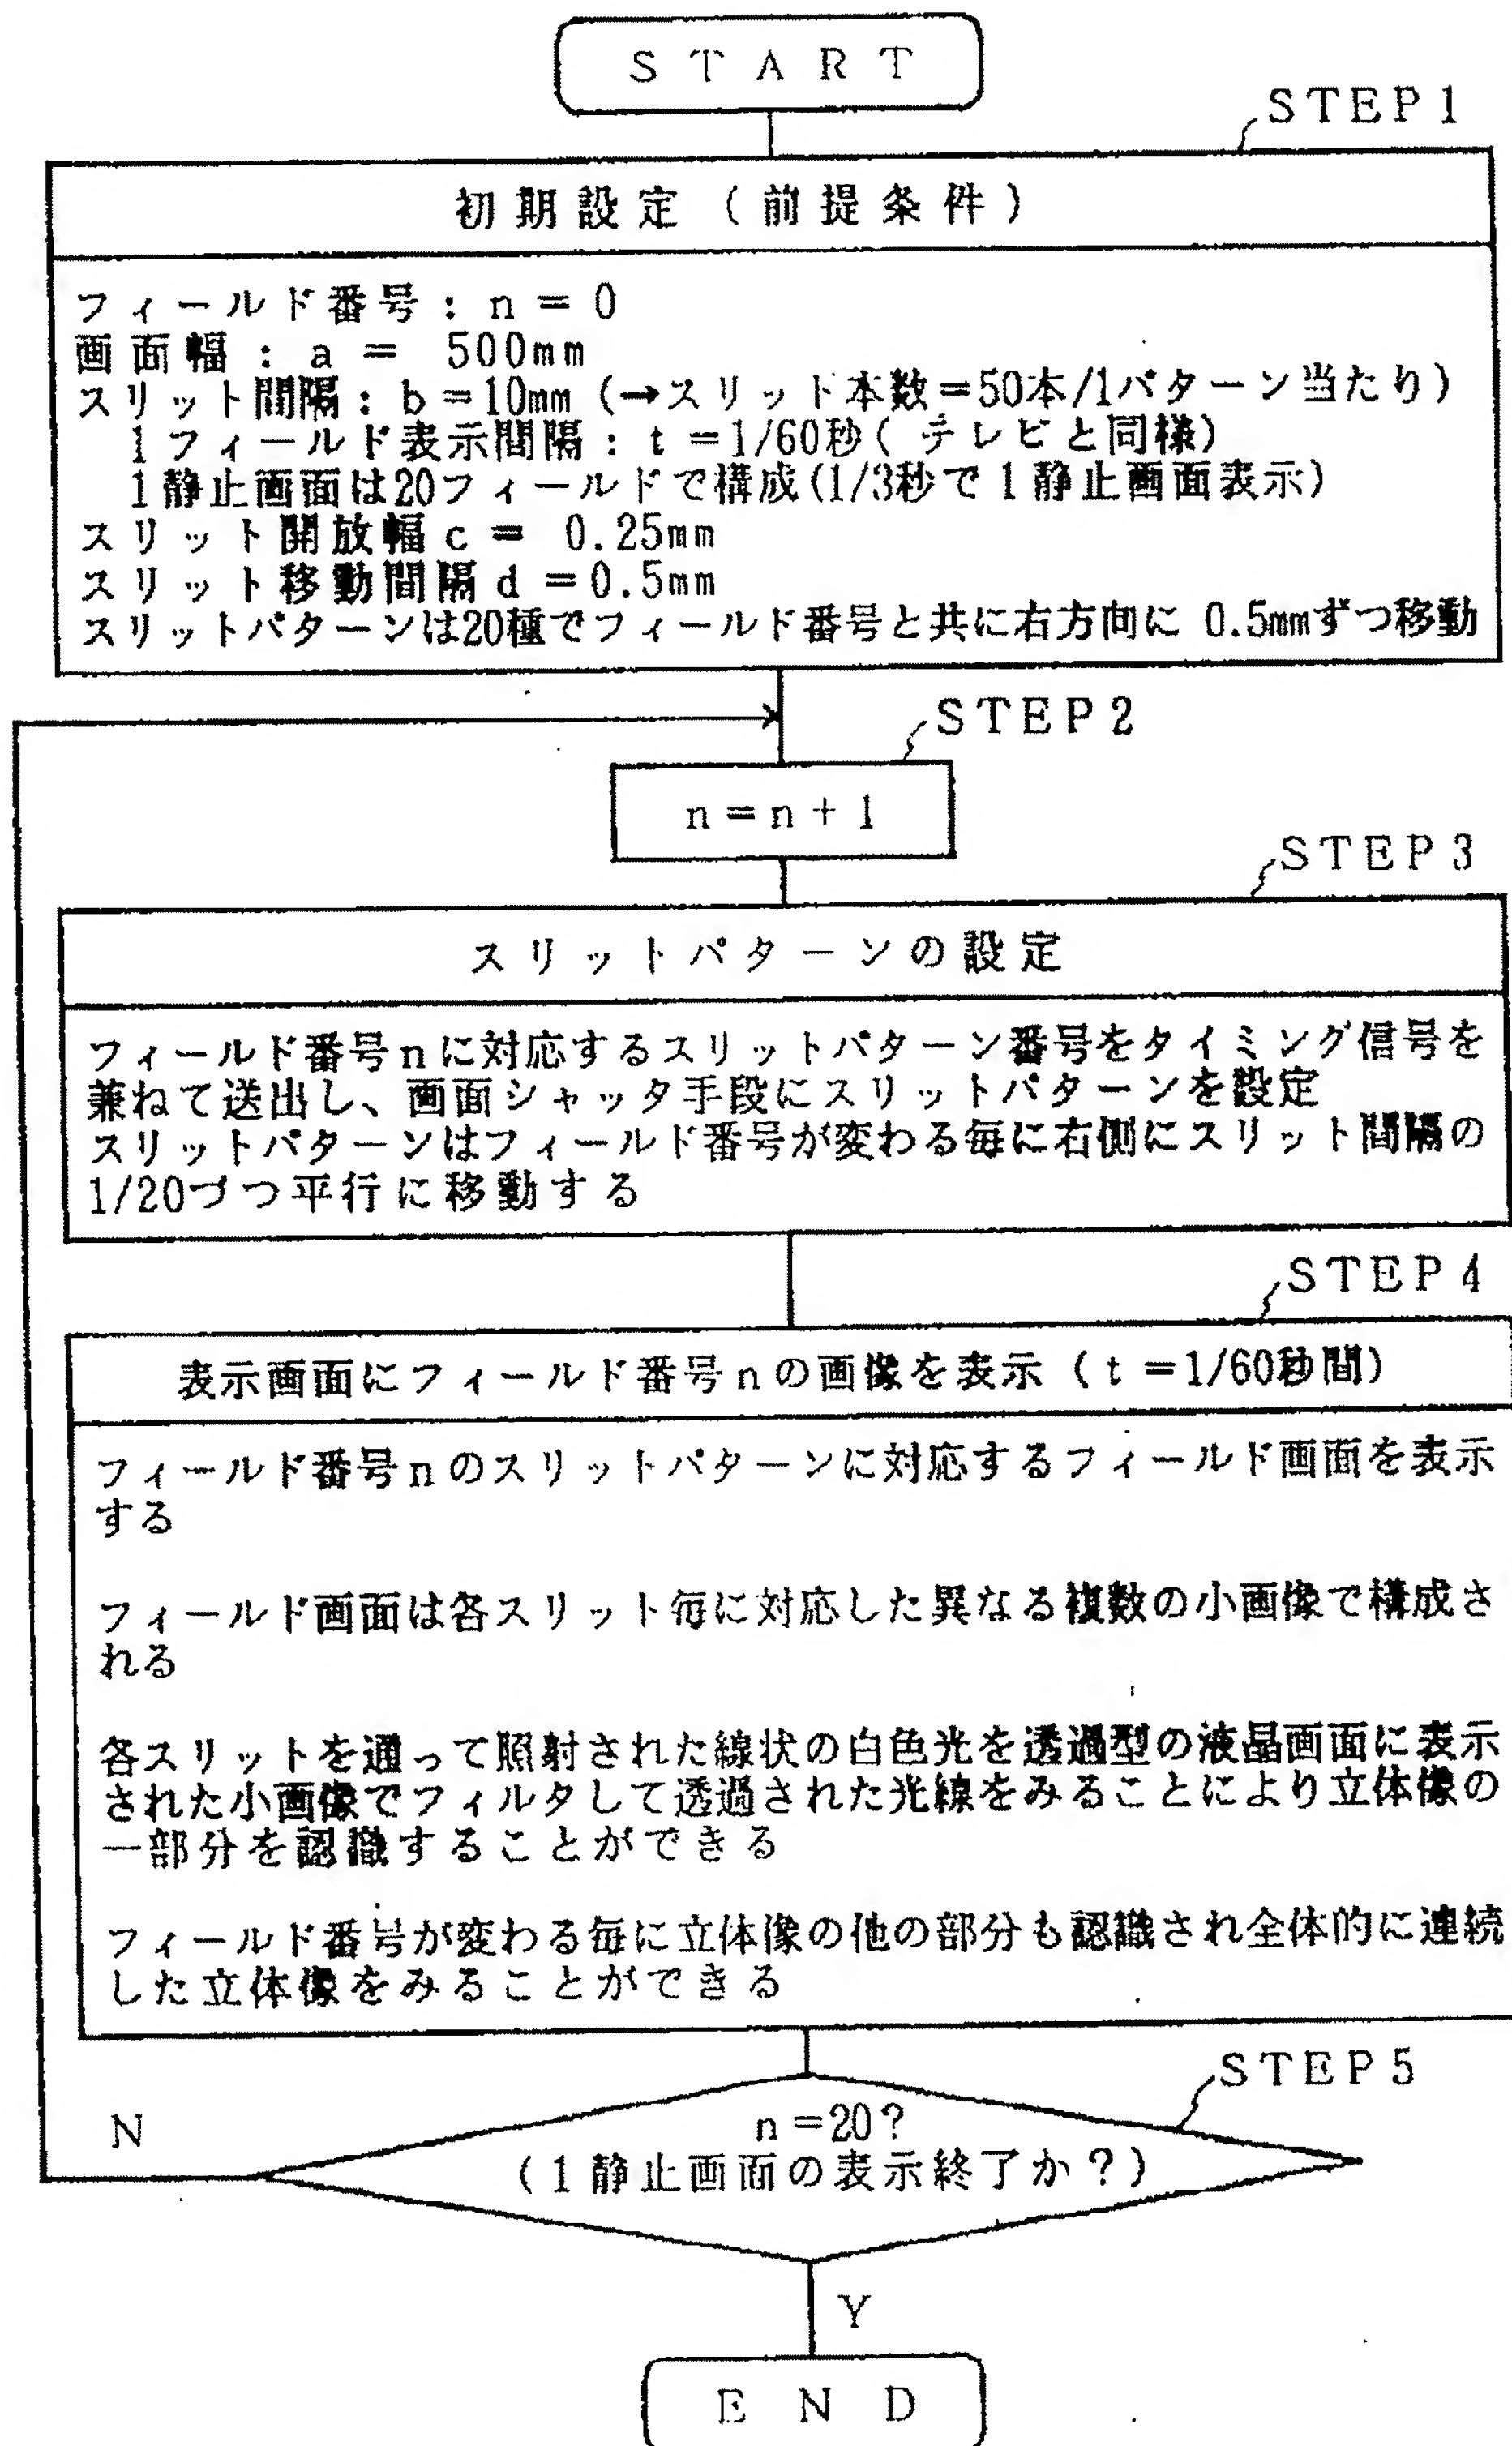 START
STEP1
初期設定（前提条件）
フィールド番号：n＝0
画面幅：a＝ 500mm
スリット間隔：b＝10mm（→スリッド本数＝50本/1パターン当たり）
1フィールド表示間隔：t＝1/60秒（テレビと同様）
1静止画面は20フィールドで構成（1/3秒で1静止画面表示）
スリット開放幅c＝ 0.25mm
スリット移動間隔d＝0.5mm
スリットパターンは20種でフィールド番号と共に右方向に 0.5mmずつ移動
STEP2
n＝n＋1
STEP3
スリットパターンの設定
フィールド番号nに対応するスリットパターン番号をタイミング信号を
兼ねて送出し、画面シャッタ手段にスリットパターンを設定
スリットパターンはフィールド番号が変わる毎に右側にスリット間隔の
1/20づつ平行に移動する
STEP4
表示画面にフィールド番号nの画像を表示（t＝1/60秒間）
フィールド番号nのスリットパターンに対応するフィールド画面を表示
する
フィールド画面は各スリット毎に対応した異なる複数の小画像で構成さ
れる
各スリットを通って照射された線状の白色光を透過型の液晶画面に表示
された小画像でフィルタして透過された光線をみることにより立体像の
一部分を認識することができる
フィールド番号が変わる毎に立体像の他の部分も認識され全体的に連続
した立体像をみることができる
STEP5
n＝20？
（1静止画面の表示終了か？）
N
Y
END